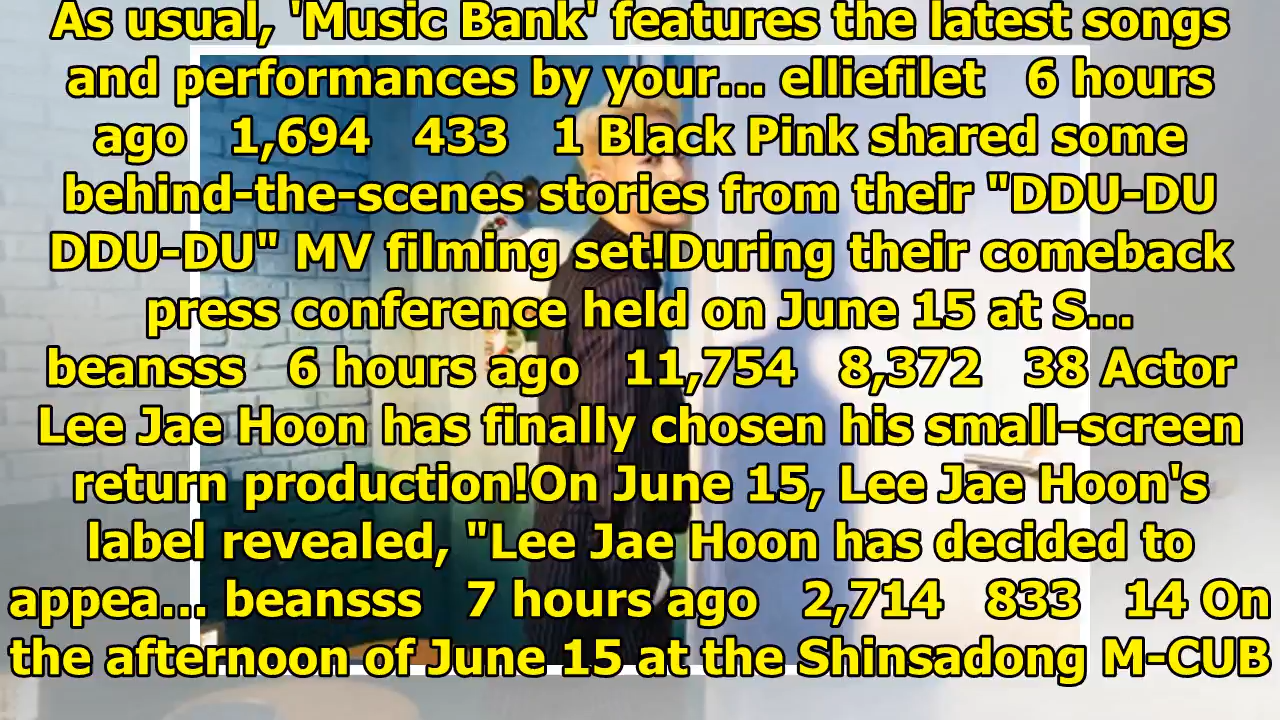 As usual, 'Music Bank' features the latest songs
and performances by your... elliefilet 6 hours
ago 1,694 433 1 Black Pink shared some
behind-the-scenes stories from their "DDU-DU
DDU-DU" MV filming set!During their comeback
press conference held on June 15 at S...
beansss 6 hours ago 11,754 8,372 38 Actor
Lee Jae Hoon has finally chosen his small-screen
return production!On June 15, Lee Jae Hoon's
label revealed, "Lee Jae Hoon has decided to
appea... beansss 7 hours ago 2,714 833 14 On
the afternoon of June 15 at the Shinsadong M-CUB